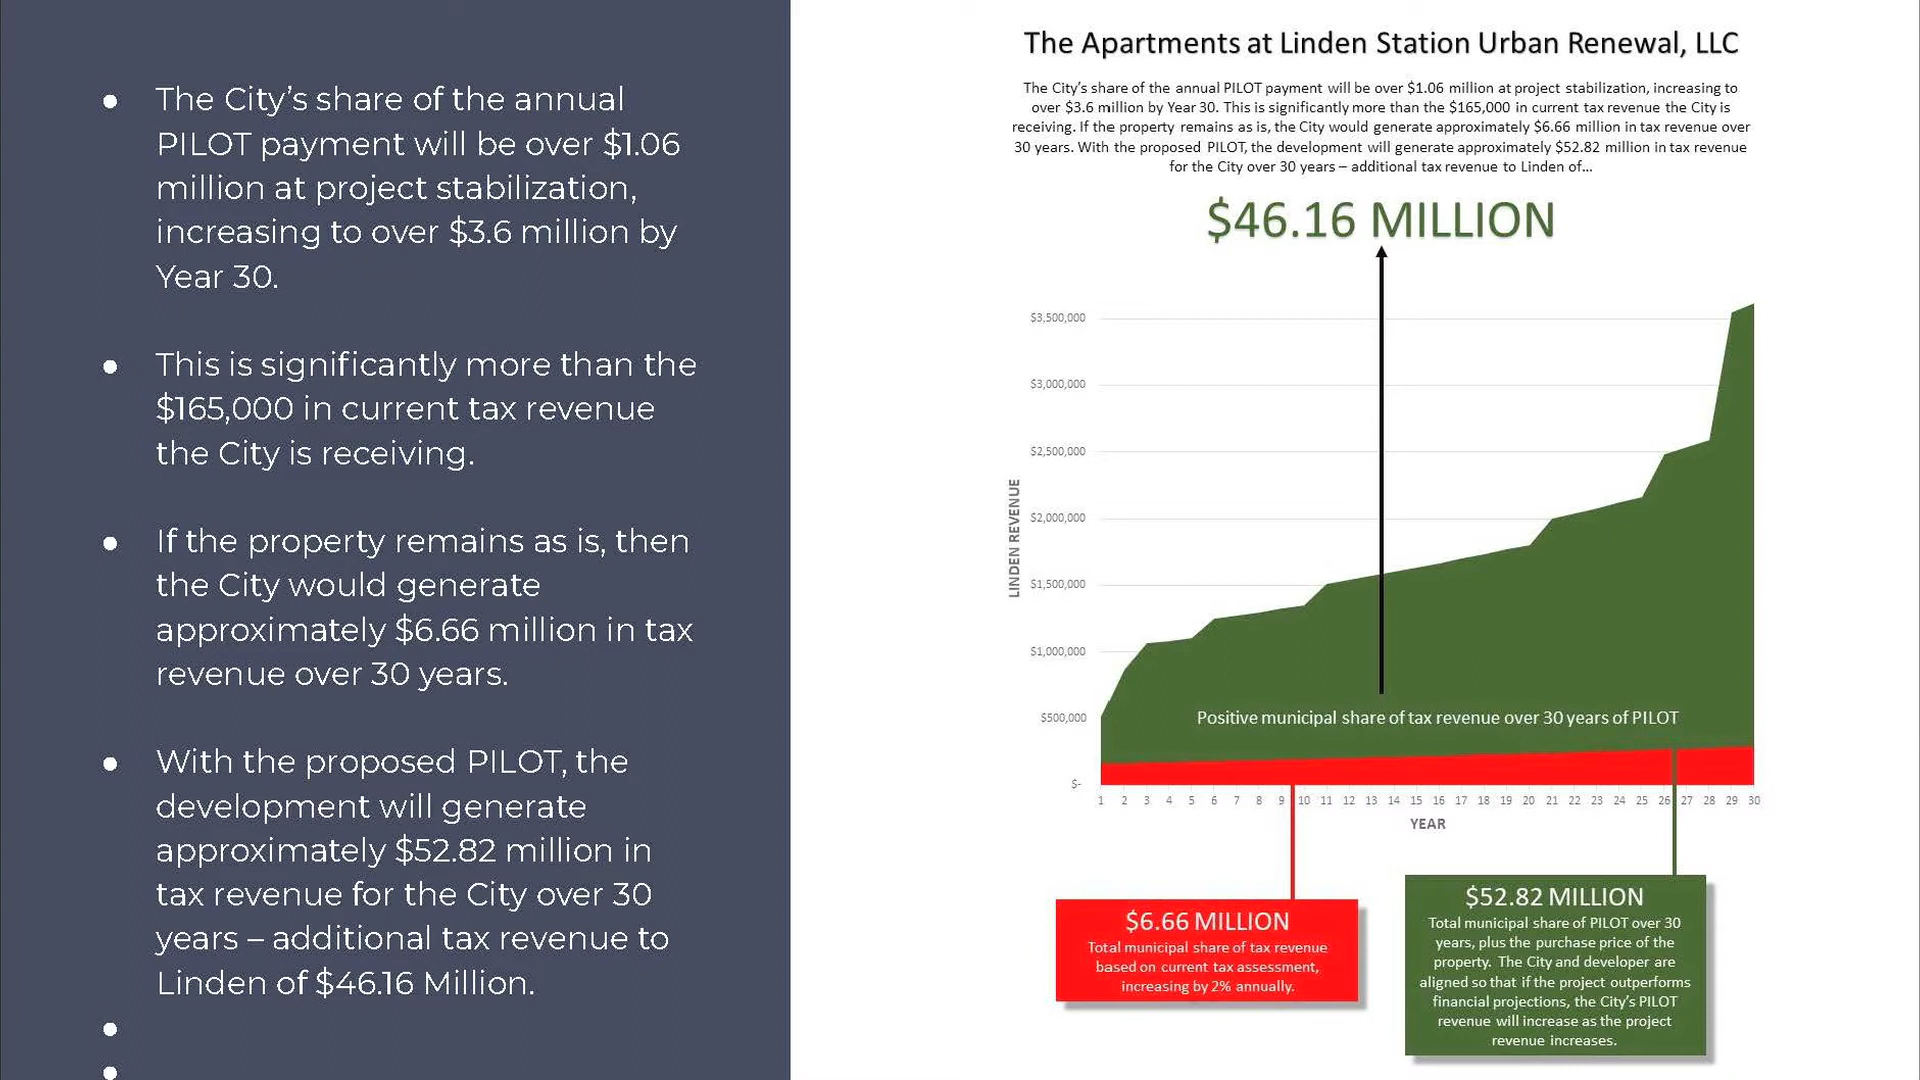 ● The City’s share of the annual
PILOT payment will be over $1.06
million at project stabilization,
increasing to over $3.6 million by
Year 30.
● This is significantly more than the
$165,000 in current tax revenue
the City is receiving.
● If the property remains as is, then
the City would generate
approximately $6.66 million in tax
revenue over 30 years.
● With the proposed PILOT, the
development will generate
approximately $52.82 million in
tax revenue for the City over 30
years – additional tax revenue to
Linden of $46.16 Million.
●
●
The Apartments at Linden Station Urban Renewal, LLC
The City’s share of the annual PILOT payment will be over $1.06 million at project stabilization, increasing to
over $3.6 million by Year 30. This is significantly more than the $165,000 in current tax revenue the City is
receiving. If the property remains as is, the City would generate approximately $6.66 million in tax revenue over
30 years. With the proposed PILOT, the development will generate approximately $52.82 million in tax revenue
for the City over 30 years – additional tax revenue to Linden of...
$46.16 MILLION
LINDEN REVENUE
$3,500,000
$3,000,000
$2,500,000
$2,000,000
$1,500,000
$1,000,000
$500,000
$-
Positive municipal share of tax revenue over 30 years of PILOT
1 2 3 4 5 6 7 8 9 10 11 12 13 14 15 16 17 18 19 20 21 22 23 24 25 26 27 28 29 30
YEAR
$6.66 MILLION
Total municipal share of tax revenue
based on current tax assessment,
increasing by 2% annually.
$52.82 MILLION
Total municipal share of PILOT over 30
years, plus the purchase price of the
property. The City and developer are
aligned so that if the project outperforms
financial projections, the City’s PILOT
revenue will increase as the project
revenue increases.